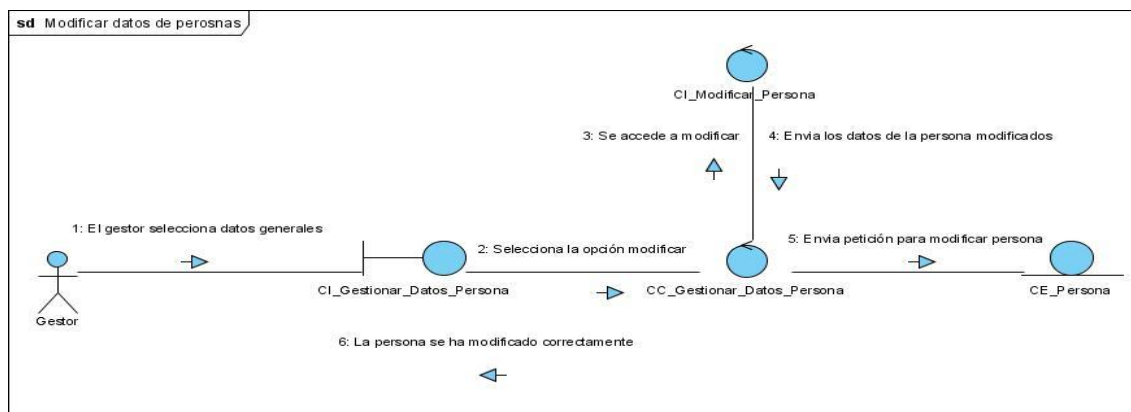 sd Modificar datos de perosnas
CI_Modificar_Persona
3: Se accede a modificar
4: Envia los datos de la persona modificados
1: El gestor selecciona datos generales
2: Selecciona la opción modificar
5: Envia petición para modificar persona
CI_Gestionar_Datos_Persona
CC_Gestionar_Datos_Persona
CE_Persona
Gestor
6: La persona se ha modificado correctamente